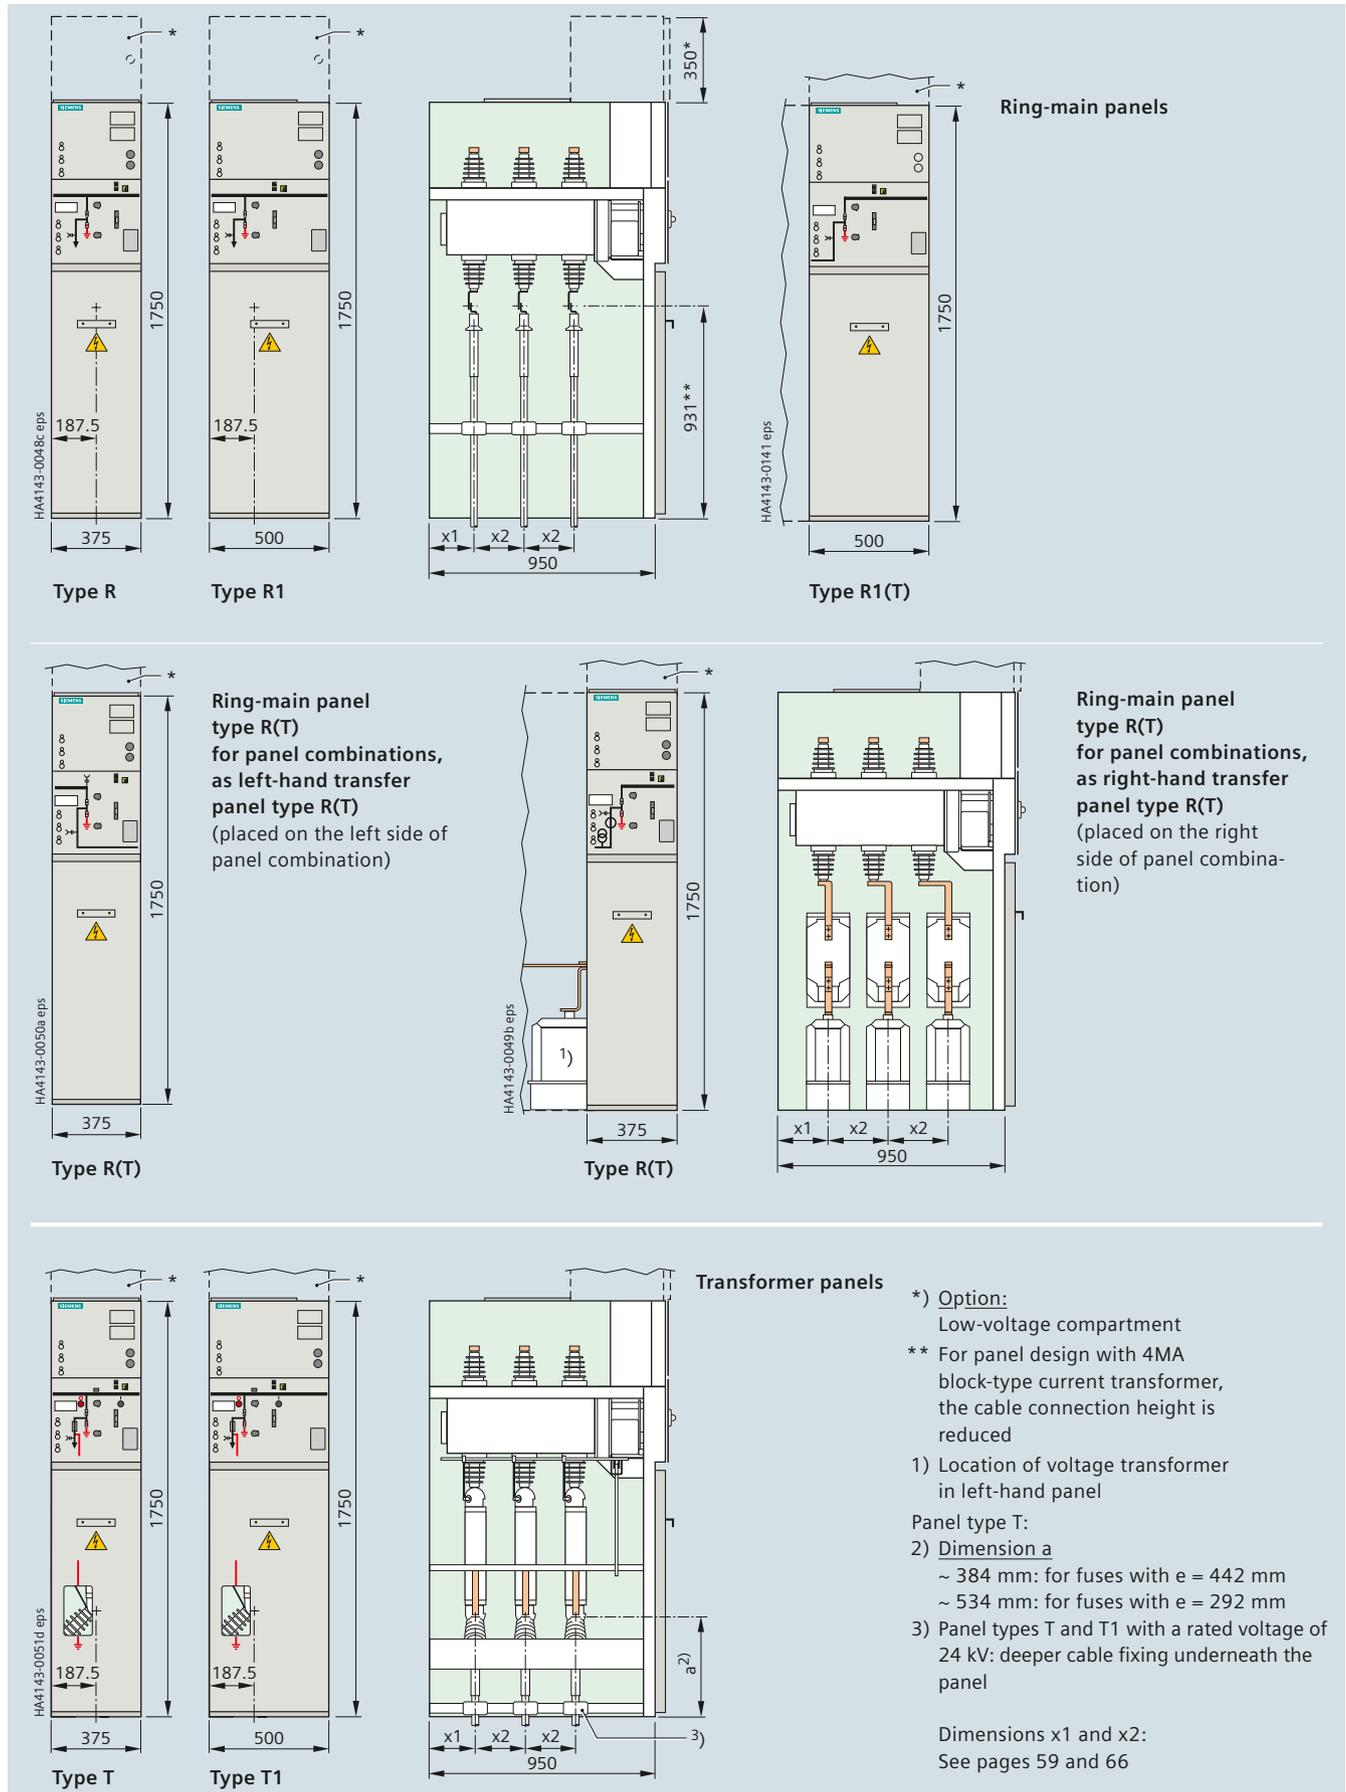 *
*
350*
*
Ring-main panels
SIEMENS
SIEMENS
SIEMENS
1750
1750
931**
1750
187.5
187.5
HA4143-0048c eps
HA4143-0141 eps
375
500
x1
x2
x2
950
500
Type R
Type R1
Type R1(T)
*
*
SIEMENS
SIEMENS
Ring-main panel
type R(T)
for panel combinations,
as left-hand transfer
panel type R(T)
(placed on the left side of
panel combination)
Ring-main panel
type R(T)
for panel combinations,
as right-hand transfer
panel type R(T)
(placed on the right
side of panel combina-
tion)
1750
1750
1)
HA4143-0050a eps
HA4143-0049b eps
375
375
x1
x2
x2
950
Type R(T)
Type R(T)
*
*
Transformer panels
SIEMENS
SIEMENS
1750
1750
187.5
187.5
a2)
HA4143-0051d eps
375
500
x1
x2
x2
3)
950
Type T
Type T1
*) Option:
Low-voltage compartment
** For panel design with 4MA
block-type current transformer,
the cable connection height is
reduced
1) Location of voltage transformer
in left-hand panel
Panel type T:
2) Dimension a
~ 384 mm: for fuses with e = 442 mm
~ 534 mm: for fuses with e = 292 mm
3) Panel types T and T1 with a rated voltage of
24 kV: deeper cable fixing underneath the
panel
Dimensions x1 and x2:
See pages 59 and 66